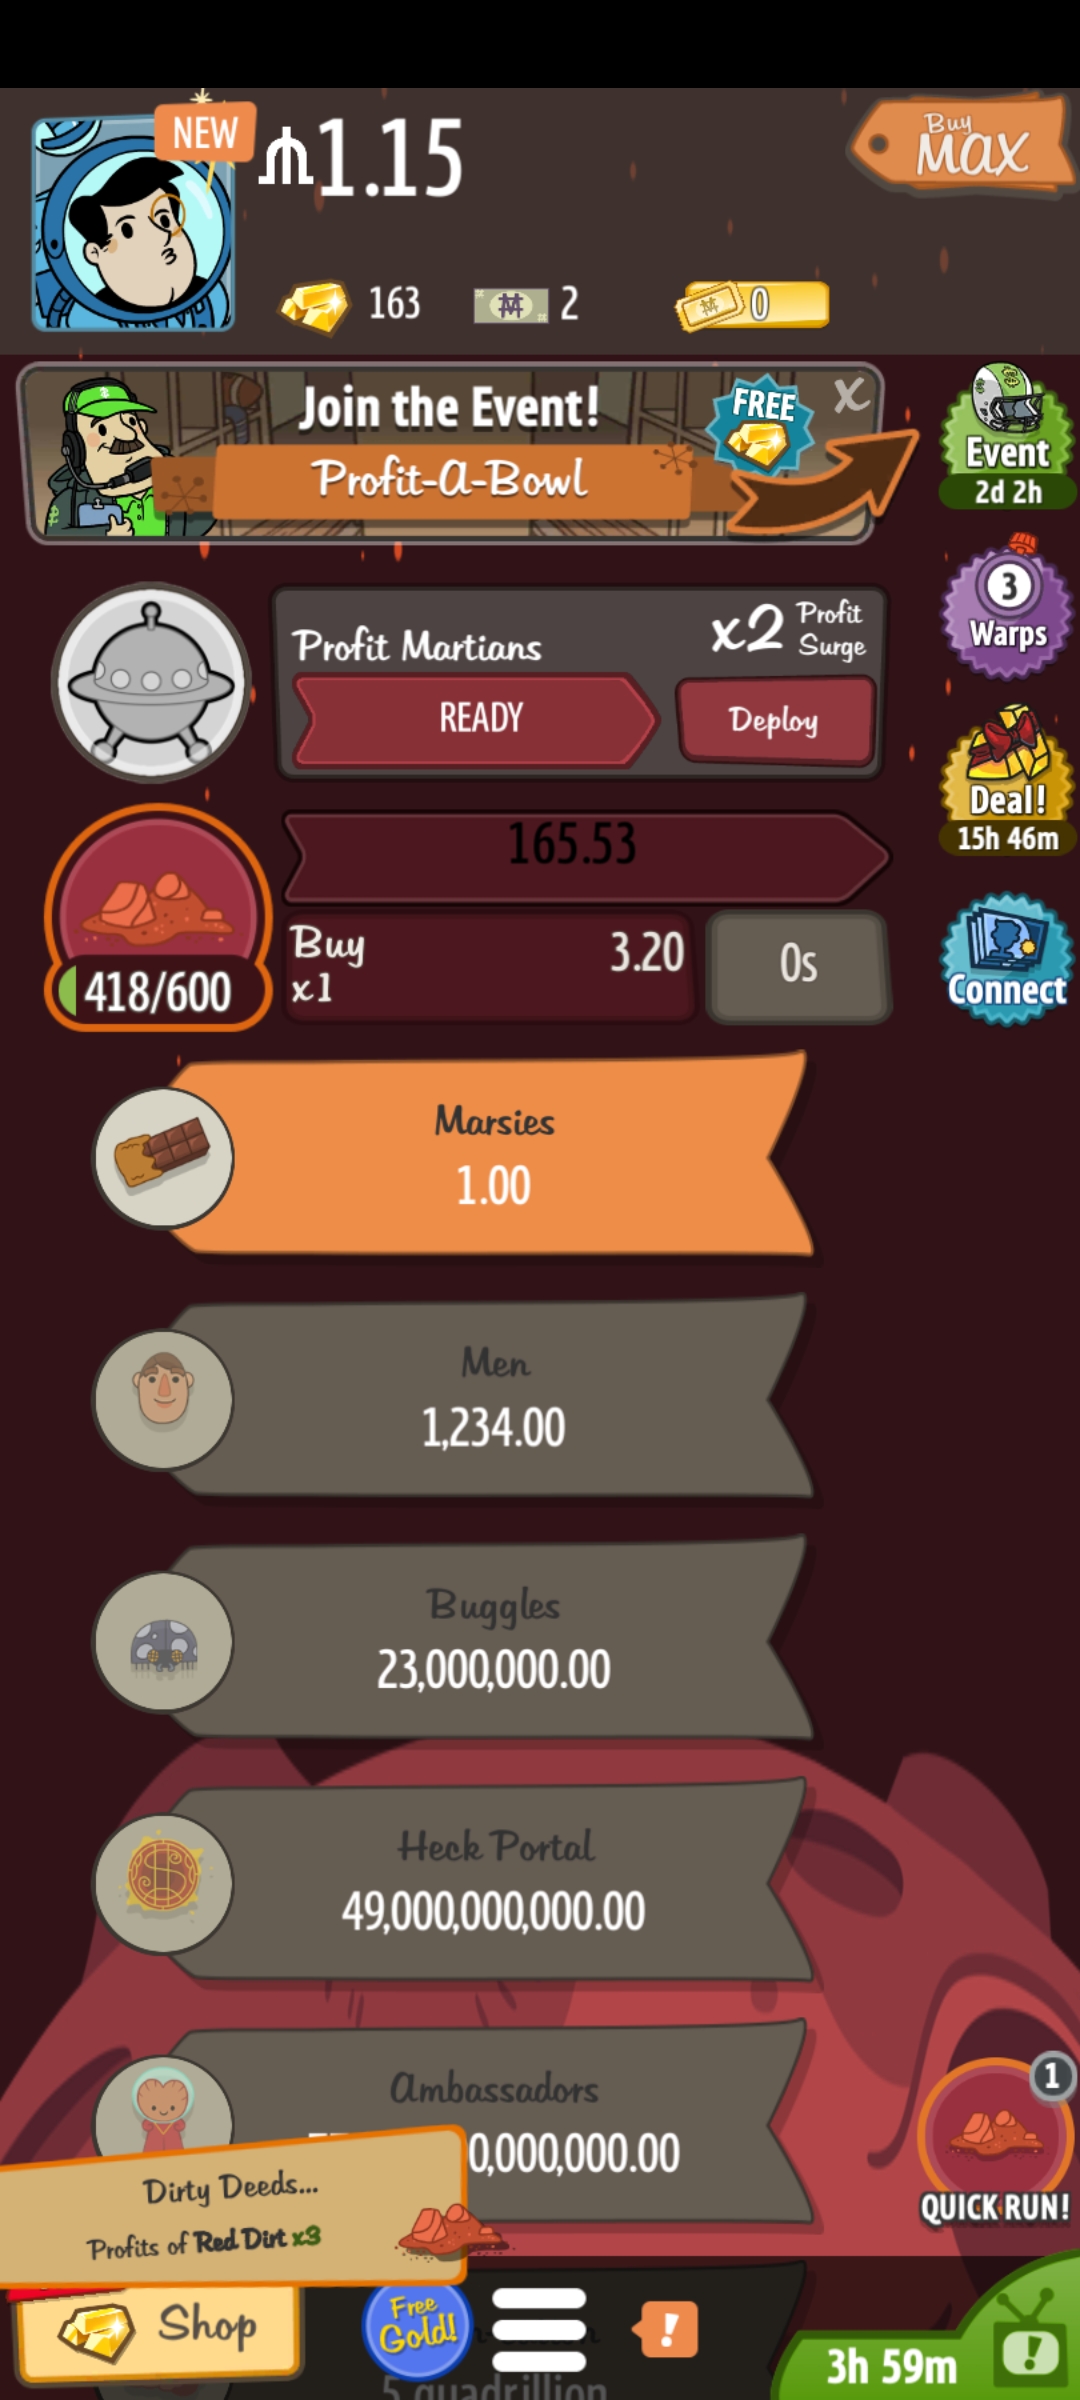 NEW
1.15
Buy
MAX
163
2
0
Join the Event!
FREE
X
Profit-A-Bowl
Event
2d 2h
3
Warps
Profit Martians
x2 Profit Surge
READY
Deploy
Deal!
15h 46m
165.53
Buy
x1
3.20
0s
418/600
Connect
Marsies
1.00
Men
1,234.00
Buggles
23,000,000.00
Heck Portal
49,000,000,000.00
Ambassadors
0,000,000.00
1
QUICK RUN!
Dirty Deeds...
Profits of Red Dirt x3
Shop
Free
Gold!
!
3h 59m
!
5 quadrillion